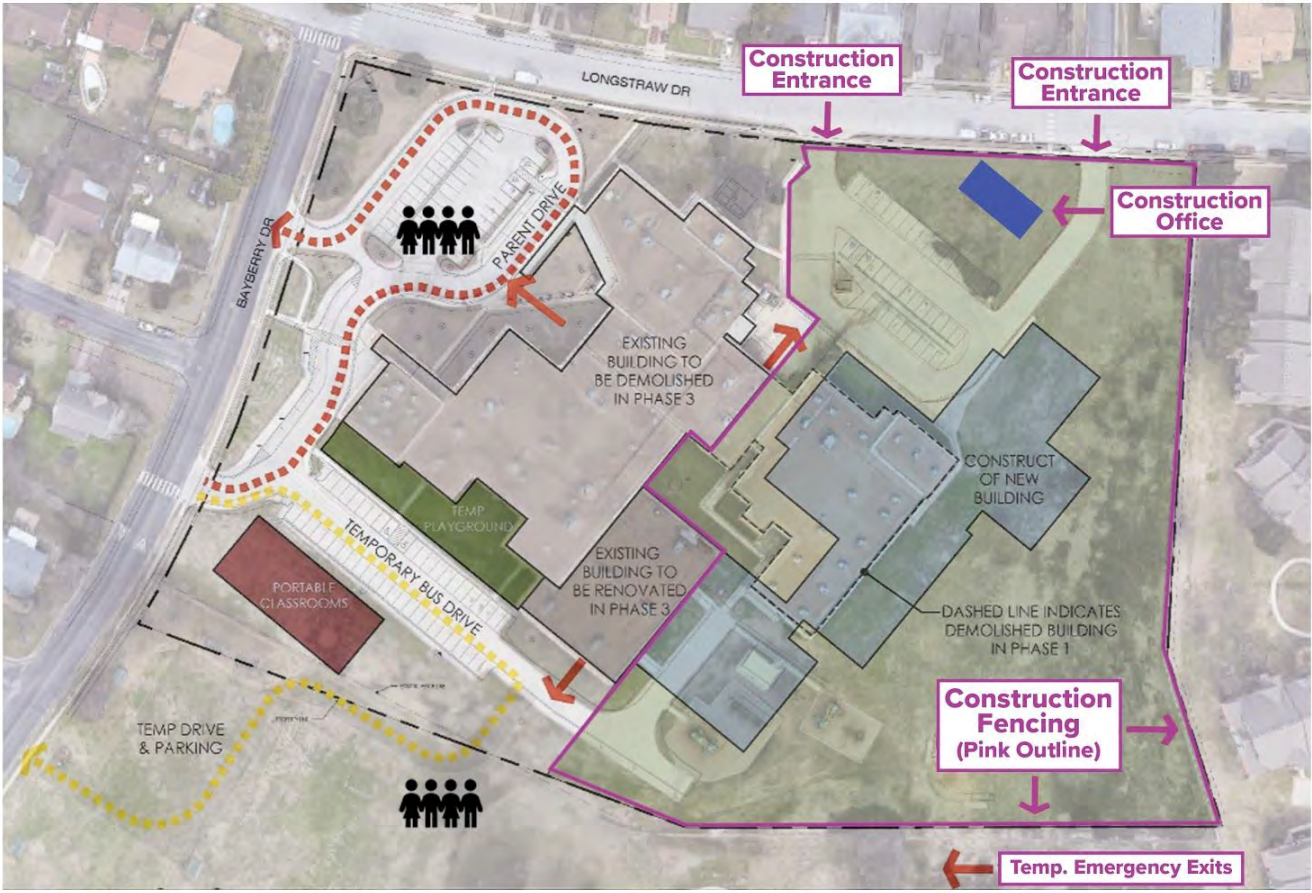 LONGSTRAW DR
Construction
Entrance
Construction
Entrance
Construction
Office
BAYBERRY DR
PARENT DRIVE
EXISTING
BUILDING TO
BE DEMOLISHED
IN PHASE 3
CONSTRUCT
OF NEW
BUILDING
TEMP
PLAYGROUND
TEMPORARY BUS DRIVE
EXISTING
BUILDING TO
BE RENOVATED
IN PHASE 3
PORTABLE
CLASSROOMS
DASHED LINE INDICATES
DEMOLISHED BUILDING
IN PHASE 1
TEMP DRIVE
& PARKING
Construction
Fencing
(Pink Outline)
Temp. Emergency Exits